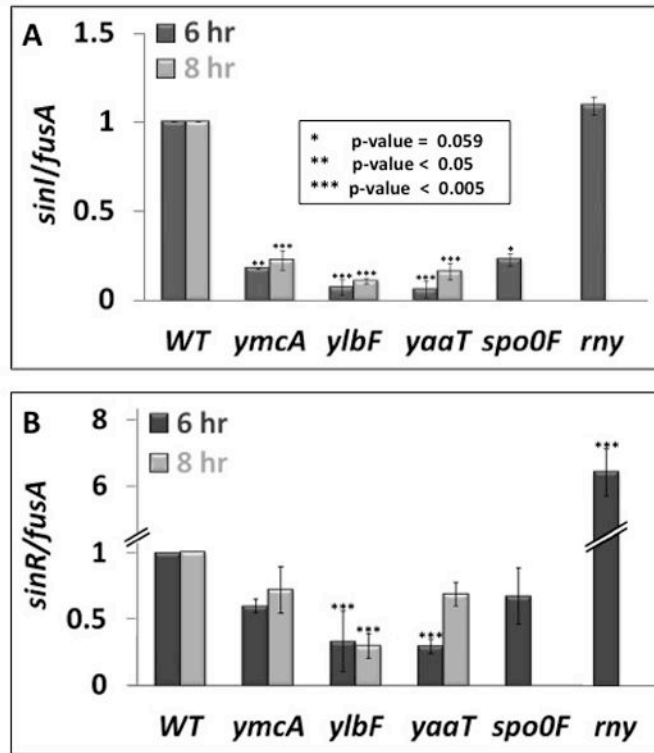 A
6 hr
8 hr
sinI/fusA
1.5
1
0.5
0
* p-value = 0.059
** p-value < 0.05
*** p-value < 0.005
** *** *** *** *** *** *
WT ymcA ylbF yaaT spo0F rny
B
6 hr
8 hr
sinR/fusA
8
6
1
0.5
0
*** *** *** ***
WT ymcA ylbF yaaT spo0F rny